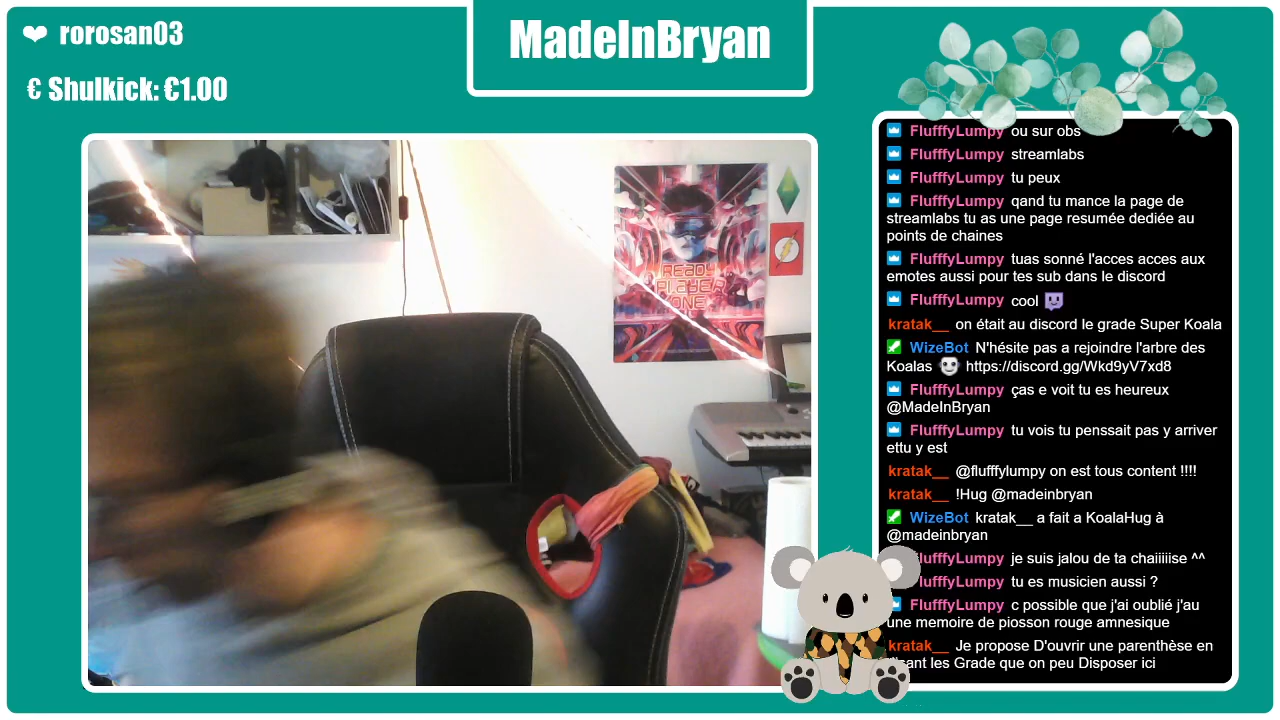 rorosan03
€ Shulkick: €1.00
MadeInBryan
READY
PLAYER
ONE
FlufffyLumpy ou sur obs
FlufffyLumpy streamlabs
FlufffyLumpy tu peux
FlufffyLumpy qand tu mance la page de
streamlabs tu as une page resumée dediée au
points de chaines
FlufffyLumpy tuas sonné l'acces acces aux
emotes aussi pour tes sub dans le discord
FlufffyLumpy cool
kratak__ on était au discord le grade Super Koala
WizeBot N'hésite pas a rejoindre l'arbre des
Koalas https://discord.gg/Wkd9yV7xd8
FlufffyLumpy ças e voit tu es heureux
@MadeInBryan
FlufffyLumpy tu vois tu penssait pas y arriver
ettu y est
kratak__ @flufffylumpy on est tous content !!!!
kratak__ !Hug @madeinbryan
WizeBot kratak__ a fait a KoalaHug à
@madeinbryan
lufffyLumpy je suis jalou de ta chaiiiiise ^^
lufffyLumpy tu es musicien aussi ?
FlufffyLumpy c possible que j'ai oublié j'au
une memoire de piosson rouge amnesique
kratak__ Je propose D'ouvrir une parenthèse en
sant les Grade que on peu Disposer ici